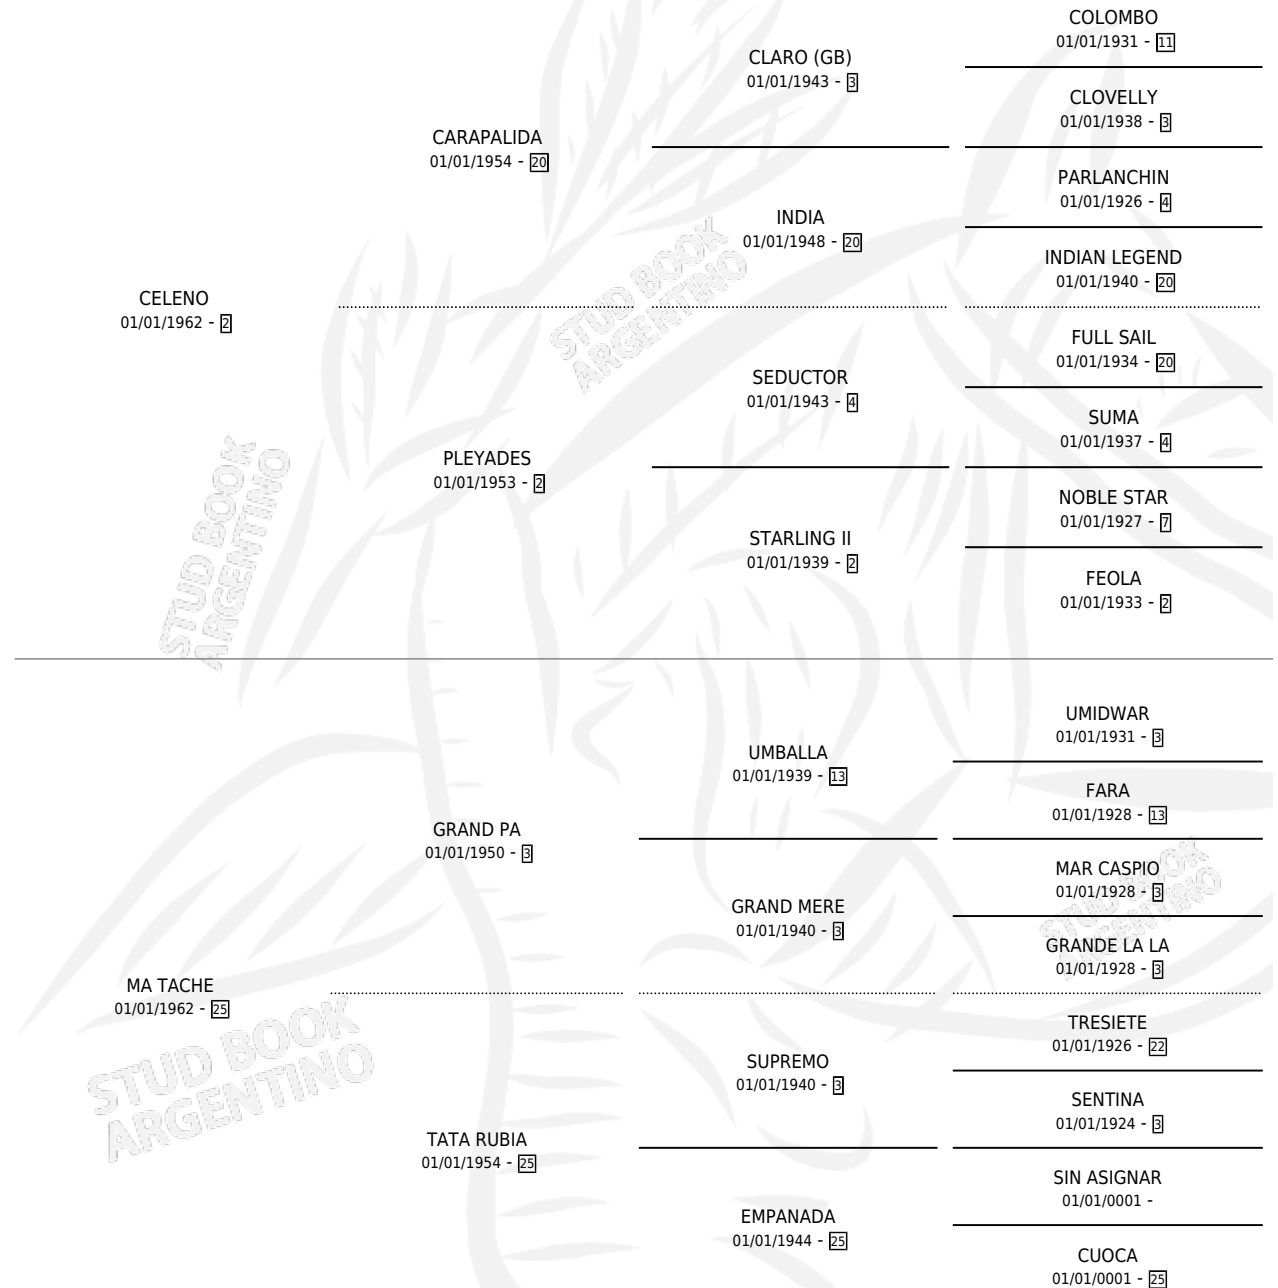 COLOMBO
01/01/1931 - 11
CLARO (GB)
01/01/1943 - 3
CLOVELLY
01/01/1938 - 3
CARAPALIDA
01/01/1954 - 20
PARLANCHIN
01/01/1926 - 4
INDIA
01/01/1948 - 20
INDIAN LEGEND
01/01/1940 - 20
CELENO
01/01/1962 - 2
FULL SAIL
01/01/1934 - 20
SEDUCTOR
01/01/1943 - 4
SUMA
01/01/1937 - 4
PLEYADES
01/01/1953 - 2
NOBLE STAR
01/01/1927 - 7
STARLING II
01/01/1939 - 2
FEOLA
01/01/1933 - 2
STUD BOOK
ARGENTINO
STUD BOOK
ARGENTINO
UMIDWAR
01/01/1931 - 3
UMBALLA
01/01/1939 - 13
FARA
01/01/1928 - 13
GRAND PA
01/01/1950 - 3
MAR CASPIO
01/01/1928 - 3
GRAND MERE
01/01/1940 - 3
GRANDE LA LA
01/01/1928 - 3
MA TACHE
01/01/1962 - 25
TRESIETE
01/01/1926 - 22
SUPREMO
01/01/1940 - 3
SENTINA
01/01/1924 - 3
TATA RUBIA
01/01/1954 - 25
SIN ASIGNAR
01/01/0001 -
EMPANADA
01/01/1944 - 25
CUOCA
01/01/0001 - 25
STUD BOOK
ARGENTINO
STUD BOOK
ARGENTINO